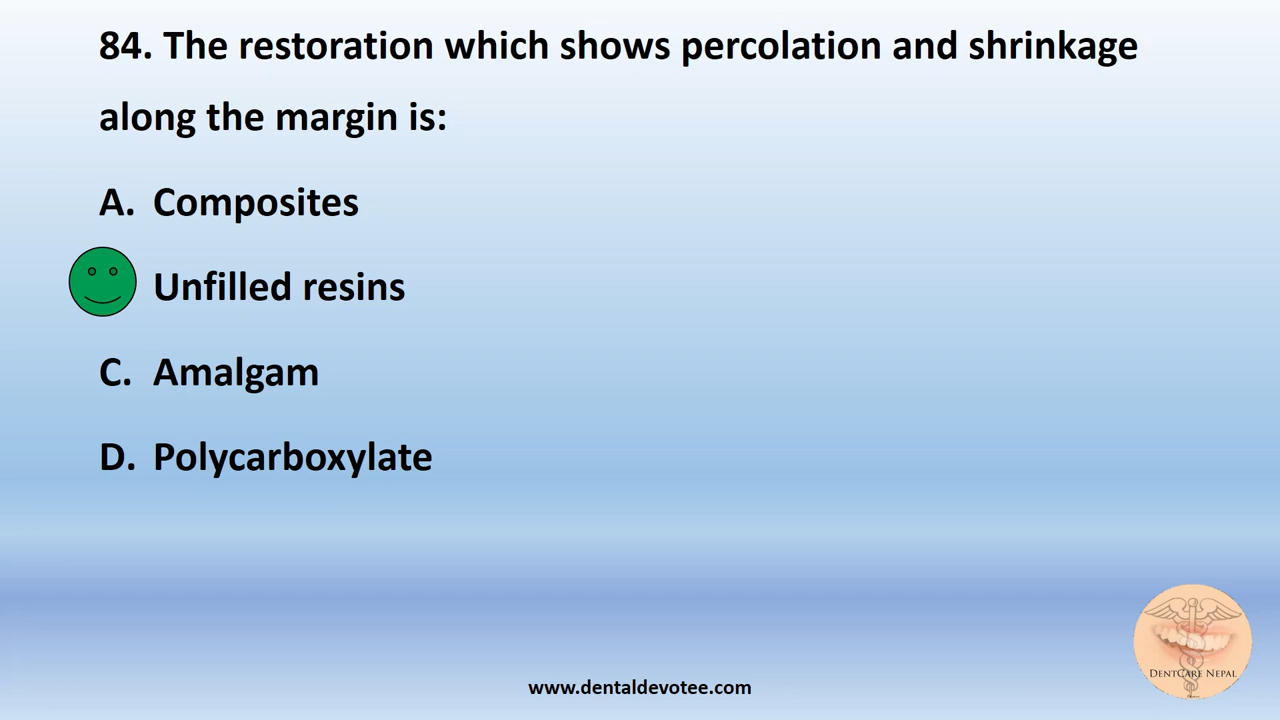 84. The restoration which shows percolation and shrinkage
along the margin is:
A. Composites
Unfilled resins
C. Amalgam
D. Polycarboxylate
DENTCARE NEPAL
www.dentaldevotee.com